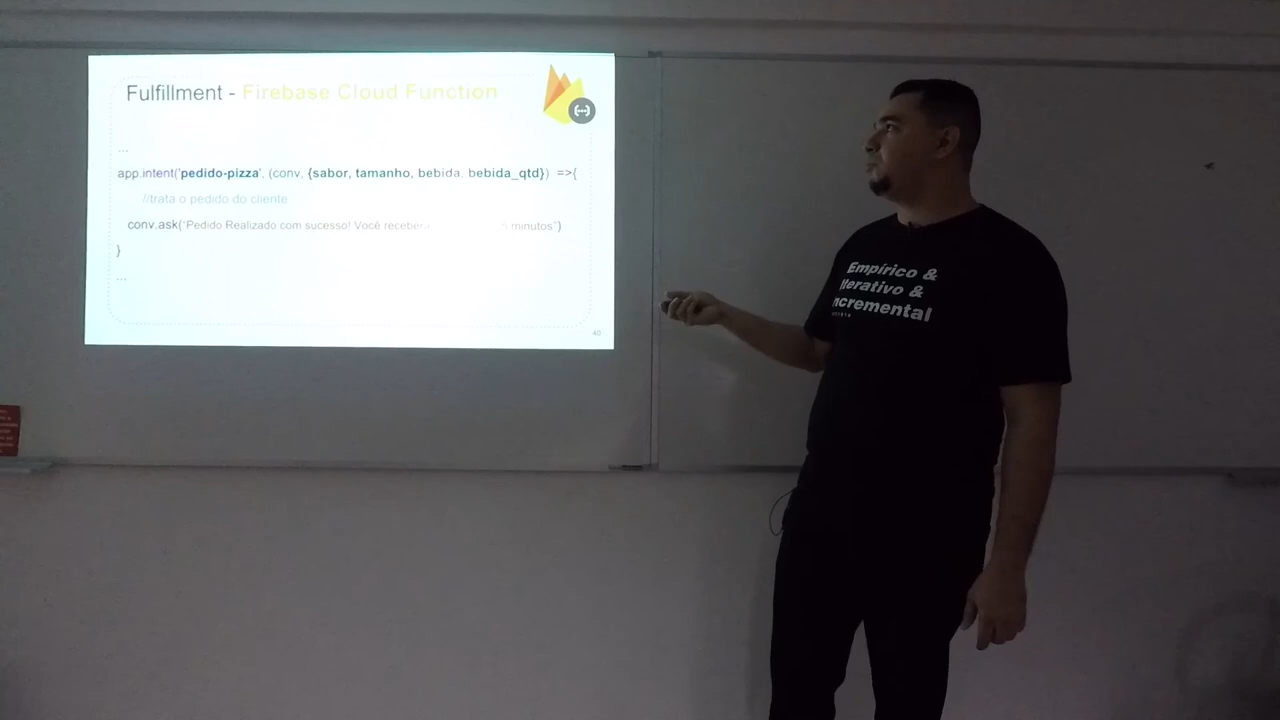 Fulfillment - Firebase Cloud Function
...
app.intent('pedido-pizza', (conv, {sabor, tamanho, bebida, bebida_qtd}) =>{
//trata o pedido do cliente
conv.ask("Pedido Realizado com sucesso! Você receberá minutos")
}
...
40
Empírico &
Iterativo &
Incremental